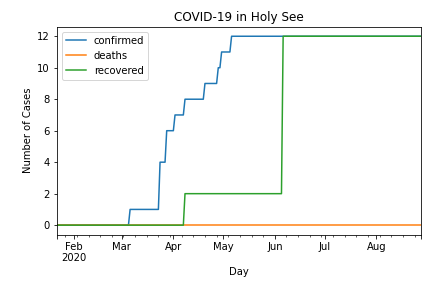 COVID-19 in Holy See
confirmed
deaths
recovered
Number of Cases
12
10
8
6
4
2
0
Feb Mar Apr May Jun Jul Aug
2020
Day